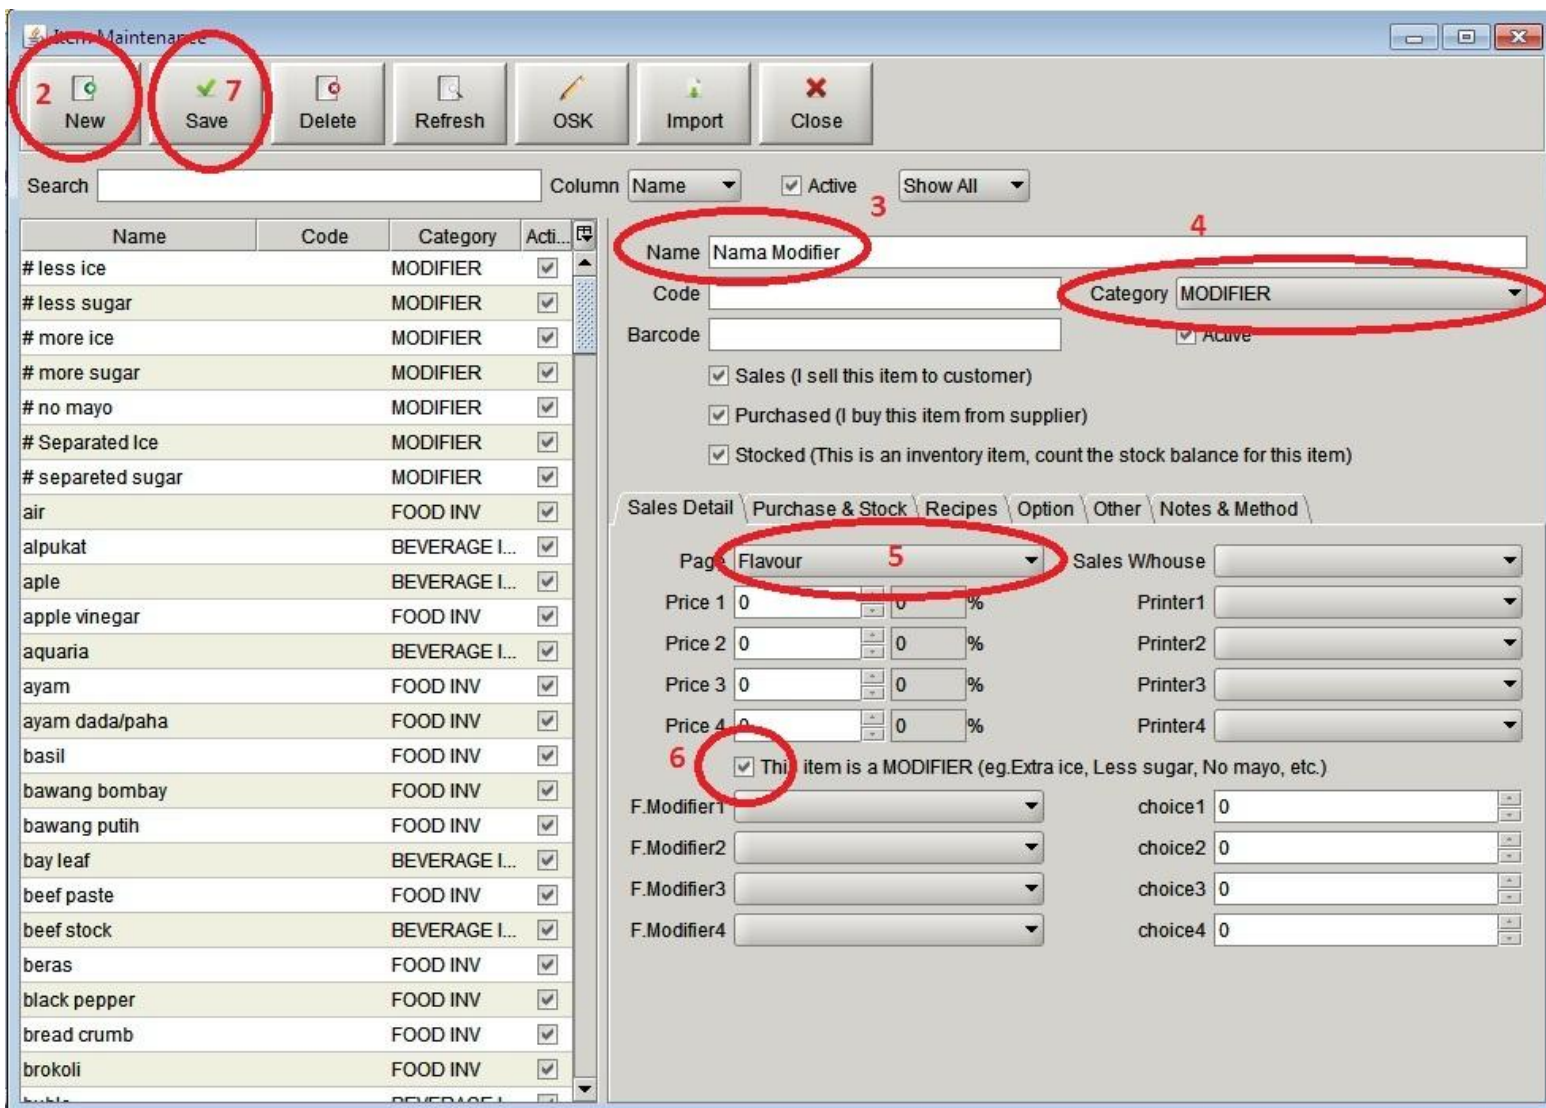 Item Maintenance
2 New
Save 7
Delete
Refresh
OSK
Import
Close
Search
Column Name
Active
Show All
Name Code Category Acti...
# less ice MODIFIER
# less sugar MODIFIER
# more ice MODIFIER
# more sugar MODIFIER
# no mayo MODIFIER
# Separated Ice MODIFIER
# separeted sugar MODIFIER
air FOOD INV
alpukat BEVERAGE I...
aple BEVERAGE I...
apple vinegar FOOD INV
aquaria BEVERAGE I...
ayam FOOD INV
ayam dada/paha FOOD INV
basil FOOD INV
bawang bombay FOOD INV
bawang putih FOOD INV
bay leaf BEVERAGE I...
beef paste FOOD INV
beef stock BEVERAGE I...
beras FOOD INV
black pepper FOOD INV
bread crumb FOOD INV
brokoli FOOD INV
3
Name Nama Modifier
4
Code
Category MODIFIER
Barcode
Active
Sales (I sell this item to customer)
Purchased (I buy this item from supplier)
Stocked (This is an inventory item, count the stock balance for this item)
Sales Detail Purchase & Stock Recipes Option Other Notes & Method
Page Flavour 5 Sales W/house
Price 1 0 0 % Printer1
Price 2 0 0 % Printer2
Price 3 0 0 % Printer3
Price 4 0 0 % Printer4
6 This item is a MODIFIER (eg.Extra ice, Less sugar, No mayo, etc.)
F.Modifier1 choice1 0
F.Modifier2 choice2 0
F.Modifier3 choice3 0
F.Modifier4 choice4 0